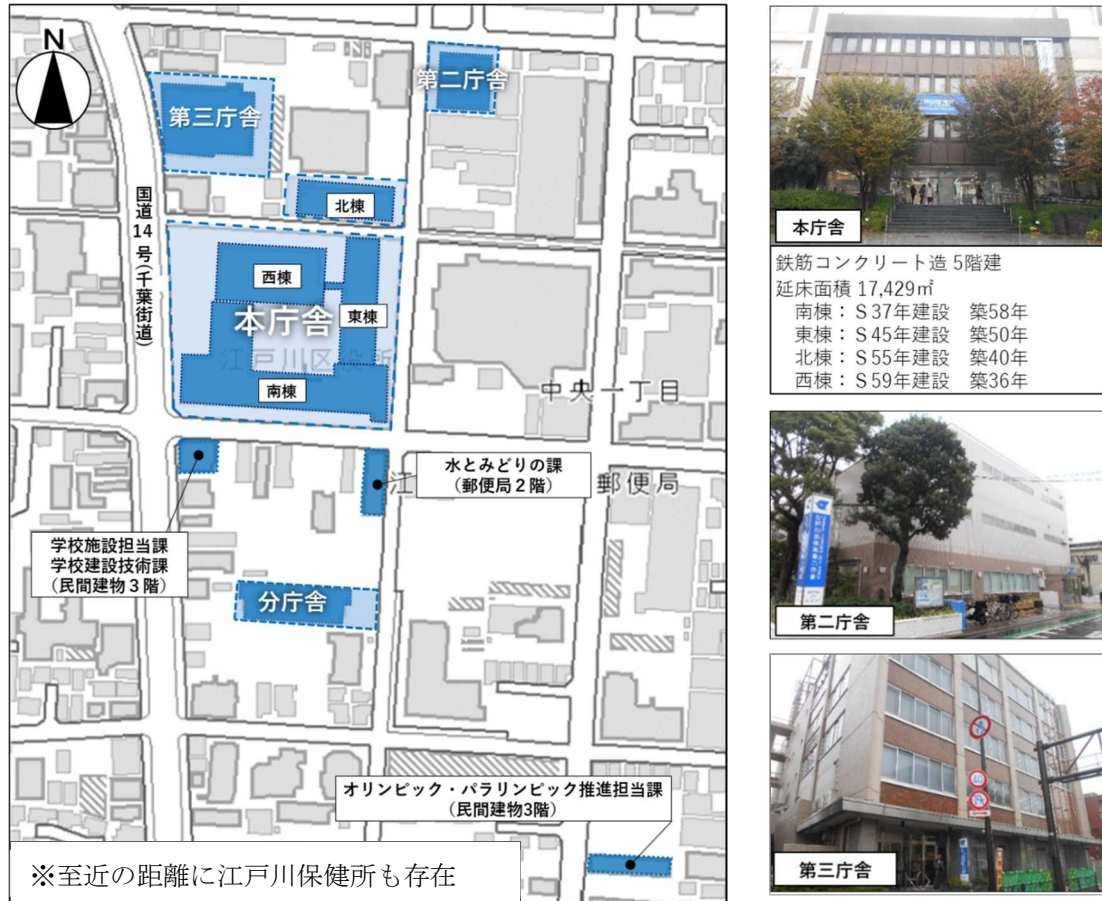 N
第二庁舎
第三庁舎
国道14号(千葉街道)
北棟
西棟
本庁舎
東棟
江戸川区役所
南棟
中央一丁目
水とみどりの課
(郵便局2階)
江
郵便局
学校施設担当課
学校建設技術課
(民間建物3階)
分庁舎
オリンピック・パラリンピック推進担当課
(民間建物3階)
※至近の距離に江戸川保健所も存在
本庁舎
鉄筋コンクリート造 5階建
延床面積 17,429㎡
南棟：S37年建設 築58年
東棟：S45年建設 築50年
北棟：S55年建設 築40年
西棟：S59年建設 築36年
第二庁舎
第三庁舎